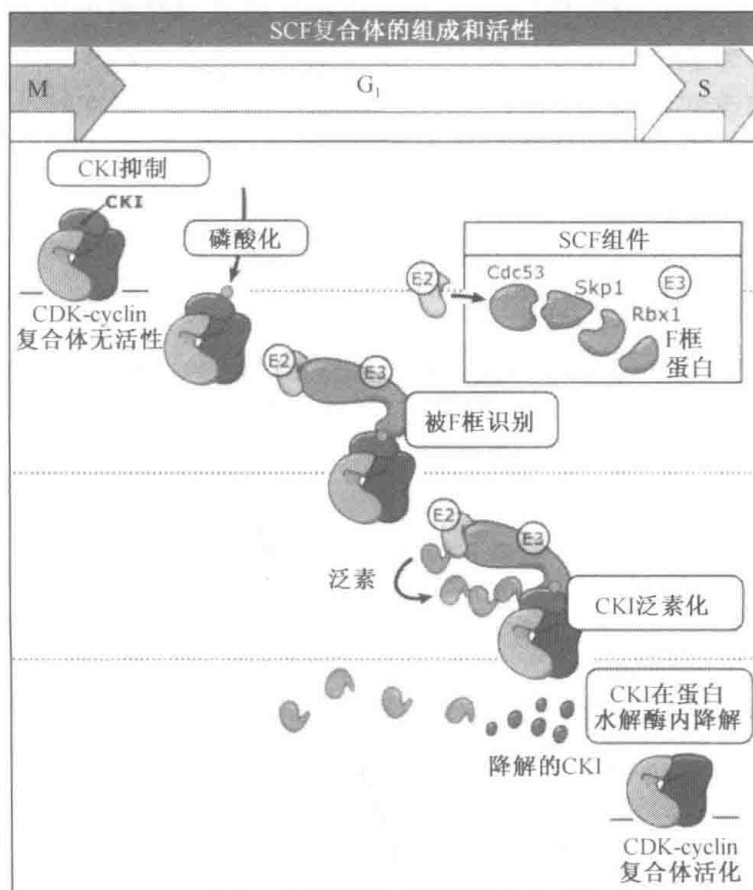 SCF复合体的组成和活性
M
G₁
S
CKI抑制
CKI
磷酸化
CDK-cyclin
复合体无活性
SCF组件
E2
Cdc53
Skp1
E3
Rbx1
F框
蛋白
E2
E3
被F框识别
E2
E3
泛素
CKI泛素化
CKI在蛋白
水解酶内降解
降解的CKI
CDK-cyclin
复合体活化